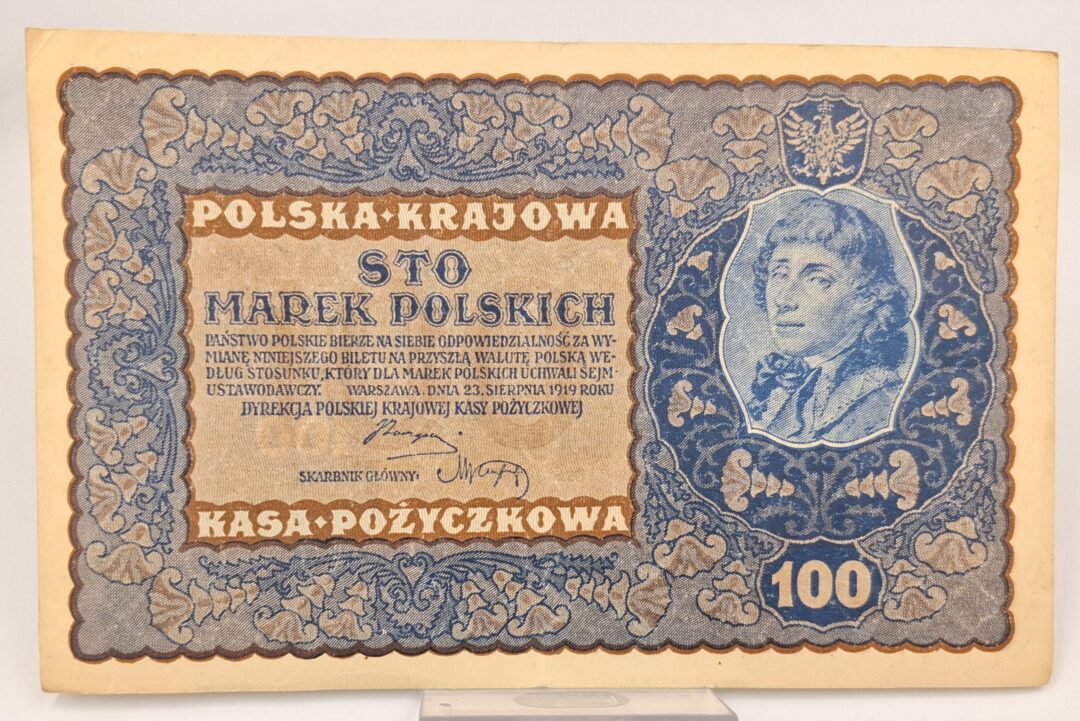 POLSKA·KRAJOWA
STO
MAREK POLSKICH
PAŃSTWO POLSKIE BIERZE NA SIEBIE ODPOWIEDZIALNOŚĆ ZA WY-
MIANĘ NINIEJSZEGO BILETU NA PRZYSZŁĄ WALUTĘ POLSKĄ WE-
DŁUG STOSUNKU, KTÓRY DLA MAREK POLSKICH UCHWALI SEJM-
USTAWODAWCZY. WARSZAWA, DNIA 23. SIERPNIA 1919 ROKU
DYREKCJA POLSKIEJ KRAJOWEJ KASY POŻYCZKOWEJ
SKARBNIK GŁÓWNY:
KASA·POŻYCZKOWA
100